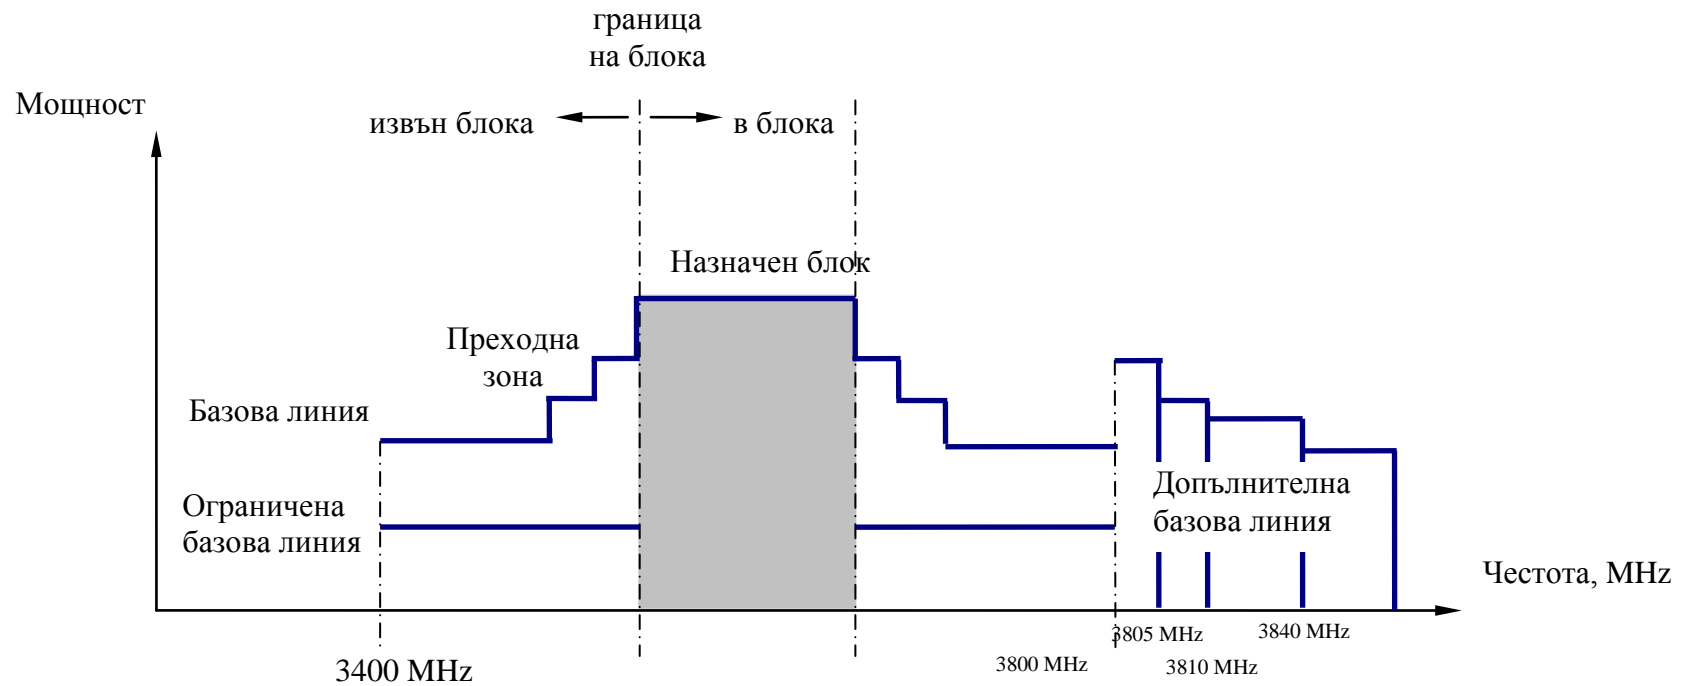 граница
на блока
Мощност
извън блока
в блока
Назначен блок
Преходна
зона
Базова линия
Ограничена
базова линия
Допълнителна
базова линия
Честота, MHz
3805 MHz
3840 MHz
3400 MHz
3800 MHz
3810 MHz